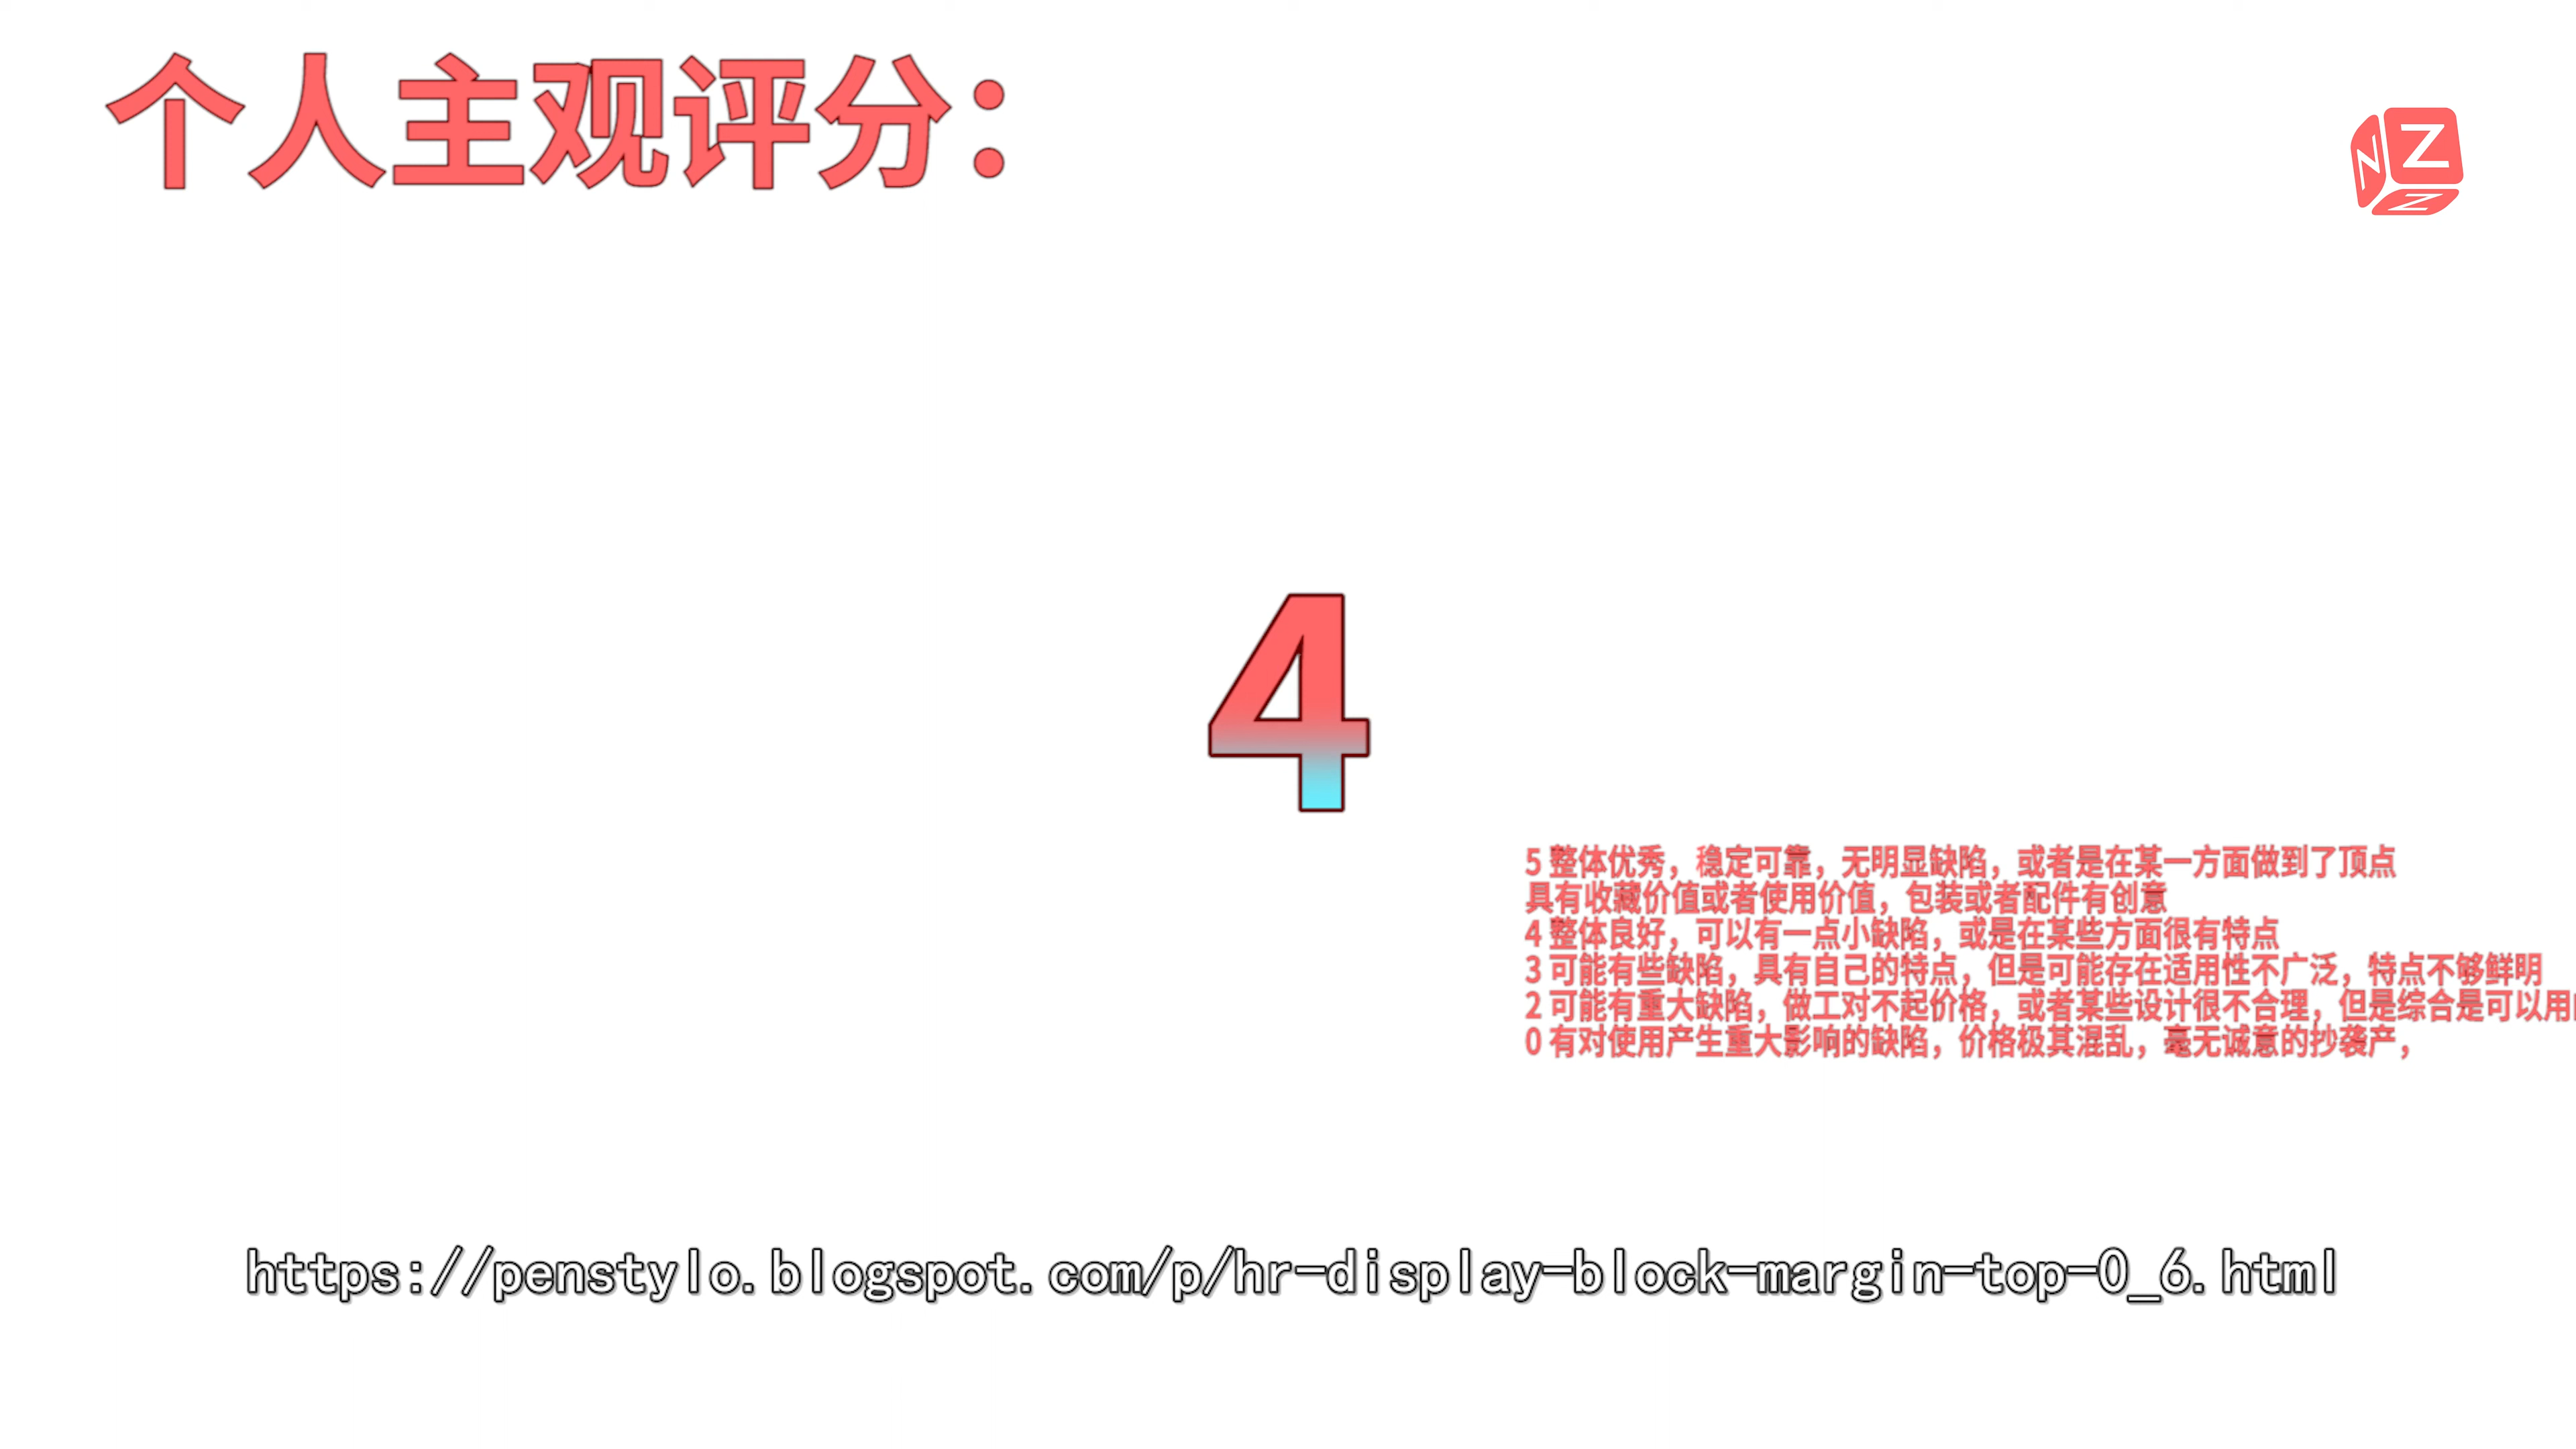 个人主观评分：
N Z Z
4
5 整体优秀，稳定可靠，无明显缺陷，或者是在某一方面做到了顶点
具有收藏价值或者使用价值，包装或者配件有创意
4 整体良好，可以有一点小缺陷，或是在某些方面很有特点
3 可能有些缺陷，具有自己的特点，但是可能存在适用性不广泛，特点不够鲜明
2 可能有重大缺陷，做工对不起价格，或者某些设计很不合理，但是综合是可以用
0 有对使用产生重大影响的缺陷，价格极其混乱，毫无诚意的抄袭产，
https://penstylo.blogspot.com/p/hr-display-block-margin-top-0_6.html